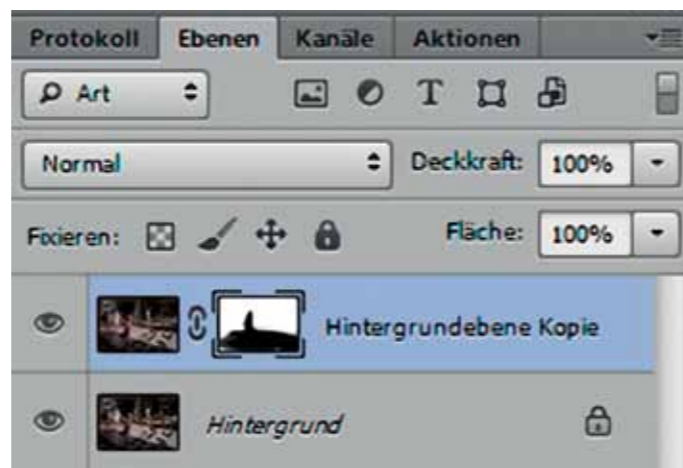 Protokoll Ebenen Kanäle Aktionen
Art
Normal Deckkraft: 100%
Fixieren: Fläche: 100%
Hintergrundebene Kopie
Hintergrund